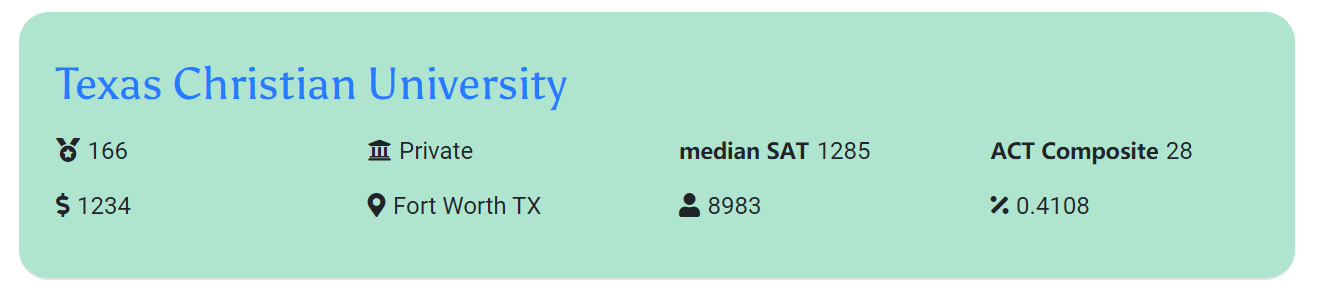 Texas Christian University
166 Private median SAT 1285 ACT Composite 28
$ 1234 Fort Worth TX 8983 % 0.4108